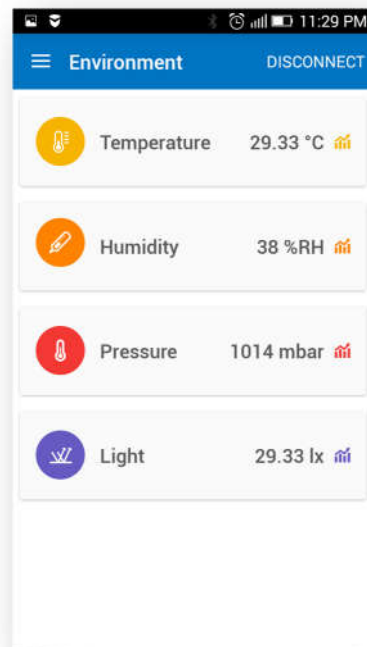 11:29 PM
Environment DISCONNECT
Temperature 29.33 °C
Humidity 38 %RH
Pressure 1014 mbar
Light 29.33 lx